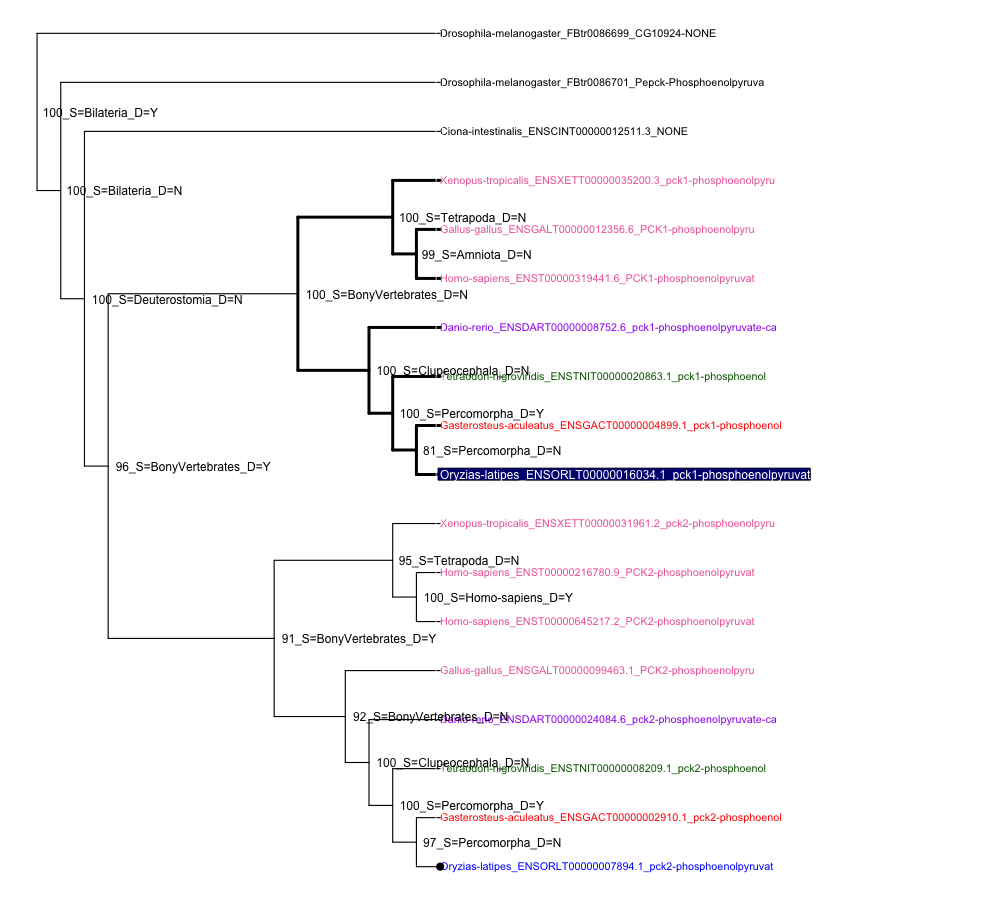 Drosophila-melanogaster_FBtr0086699_CG10924-NONE
Drosophila-melanogaster_FBtr0086701_Pepck-Phosphoenolpyruva
100_S=Bilateria_D=Y
Ciona-intestinalis_ENSCINT00000012511.3_NONE
Xenopus-tropicalis_ENSXETT00000035200.3_pck1-phosphoenolpyru
100_S=Bilateria_D=N
100_S=Tetrapoda_D=N
Gallus-gallus_ENSGALT00000012356.6_PCK1-phosphoenolpyru
99_S=Amniota_D=N
Homo-sapiens_ENST00000319441.6_PCK1-phosphoenolpyruvat
100_S=BonyVertebrates_D=N
100_S=Deuterostomia_D=N
Danio-rerio_ENSDART00000008752.6_pck1-phosphoenolpyruvate-ca
100_S=Clupeocephala_D=N
Tetraodon-nigroviridis_ENSTNIT00000020863.1_pck1-phosphoenol
100_S=Percomorpha_D=Y
Gasterosteus-aculeatus_ENSGACT00000004899.1_pck1-phosphoenol
81_S=Percomorpha_D=N
96_S=BonyVertebrates_D=Y
Oryzias-latipes_ENSORLT00000016034.1_pck1-phosphoenolpyruvat
Xenopus-tropicalis_ENSXETT00000031961.2_pck2-phosphoenolpyru
95_S=Tetrapoda_D=N
Homo-sapiens_ENST00000216780.9_PCK2-phosphoenolpyruvat
100_S=Homo-sapiens_D=Y
Homo-sapiens_ENST00000645217.2_PCK2-phosphoenolpyruvat
91_S=BonyVertebrates_D=Y
Gallus-gallus_ENSGALT00000099463.1_PCK2-phosphoenolpyru
92_S=BonyVertebrates_D=N
Danio-rerio_ENSDART00000024084.6_pck2-phosphoenolpyruvate-ca
100_S=Clupeocephala_D=N
Tetraodon-nigroviridis_ENSTNIT00000008209.1_pck2-phosphoenol
100_S=Percomorpha_D=Y
Gasterosteus-aculeatus_ENSGACT00000002910.1_pck2-phosphoenol
97_S=Percomorpha_D=N
Oryzias-latipes_ENSORLT00000007894.1_pck2-phosphoenolpyruvat